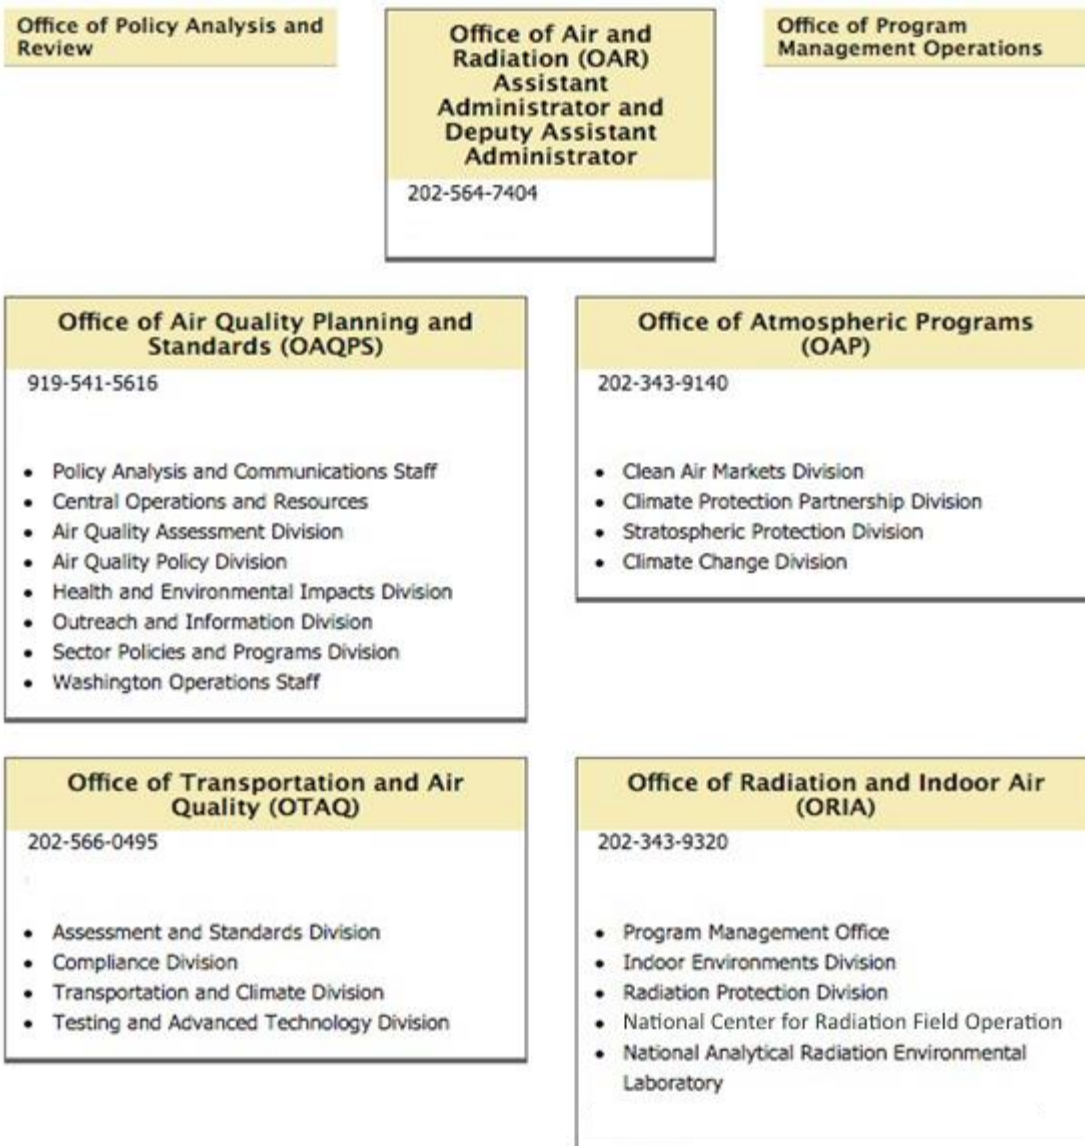 Office of Policy Analysis and
Review
Office of Air and
Radiation (OAR)
Assistant
Administrator and
Deputy Assistant
Administrator
202-564-7404
Office of Program
Management Operations
Office of Air Quality Planning and
Standards (OAQPS)
919-541-5616
• Policy Analysis and Communications Staff
• Central Operations and Resources
• Air Quality Assessment Division
• Air Quality Policy Division
• Health and Environmental Impacts Division
• Outreach and Information Division
• Sector Policies and Programs Division
• Washington Operations Staff
Office of Atmospheric Programs
(OAP)
202-343-9140
• Clean Air Markets Division
• Climate Protection Partnership Division
• Stratospheric Protection Division
• Climate Change Division
Office of Transportation and Air
Quality (OTAQ)
202-566-0495
• Assessment and Standards Division
• Compliance Division
• Transportation and Climate Division
• Testing and Advanced Technology Division
Office of Radiation and Indoor Air
(ORIA)
202-343-9320
• Program Management Office
• Indoor Environments Division
• Radiation Protection Division
• National Center for Radiation Field Operation
• National Analytical Radiation Environmental
Laboratory